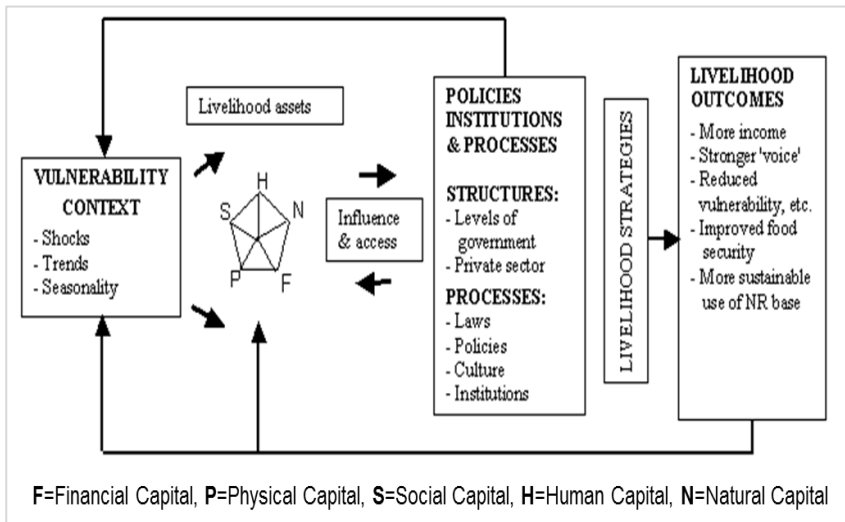 Livelihood assets
VULNERABILITY
CONTEXT
- Shocks
- Trends
- Seasonality
H
S
N
P
F
Influence
& access
POLICIES
INSTITUTIONS
& PROCESSES
STRUCTURES:
- Levels of
government
- Private sector
PROCESSES:
- Laws
- Policies
- Culture
- Institutions
LIVELIHOOD STRATEGIES
LIVELIHOOD
OUTCOMES
- More income
- Stronger 'voice'
- Reduced
vulnerability, etc.
- Improved food
security
- More sustainable
use of NR base
F=Financial Capital, P=Physical Capital, S=Social Capital, H=Human Capital, N=Natural Capital